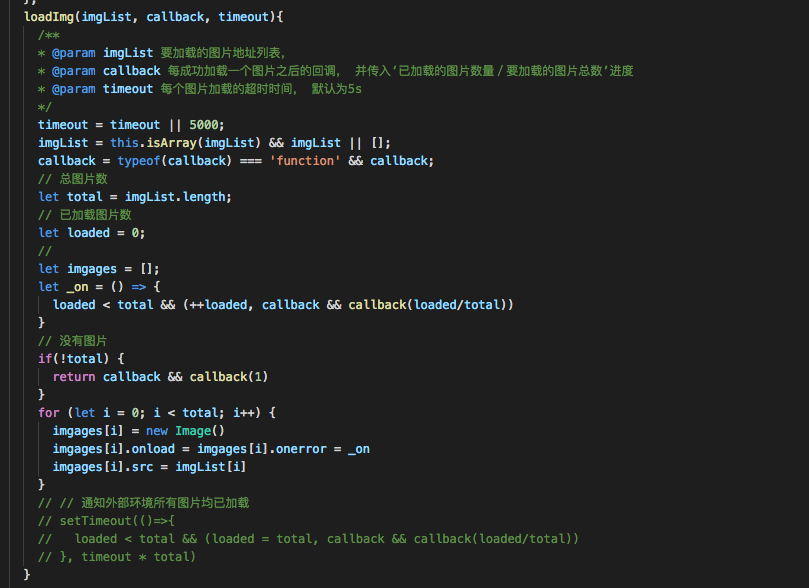 },
loadImg(imgList, callback, timeout){
/**
* @param imgList 要加载的图片地址列表，
* @param callback 每成功加载一个图片之后的回调， 并传入‘已加载的图片数量/要加载的图片总数’进度
* @param timeout 每个图片加载的超时时间， 默认为5s
*/
timeout = timeout || 5000;
imgList = this.isArray(imgList) && imgList || [];
callback = typeof(callback) === 'function' && callback;
// 总图片数
let total = imgList.length;
// 已加载图片数
let loaded = 0;
//
let imgages = [];
let _on = () => {
loaded < total && (++loaded, callback && callback(loaded/total))
}
// 没有图片
if(!total) {
return callback && callback(1)
}
for (let i = 0; i < total; i++) {
imgages[i] = new Image()
imgages[i].onload = imgages[i].onerror = _on
imgages[i].src = imgList[i]
}
// // 通知外部环境所有图片均已加载
// setTimeout(()=>{
//   loaded < total && (loaded = total, callback && callback(loaded/total))
// }, timeout * total)
}